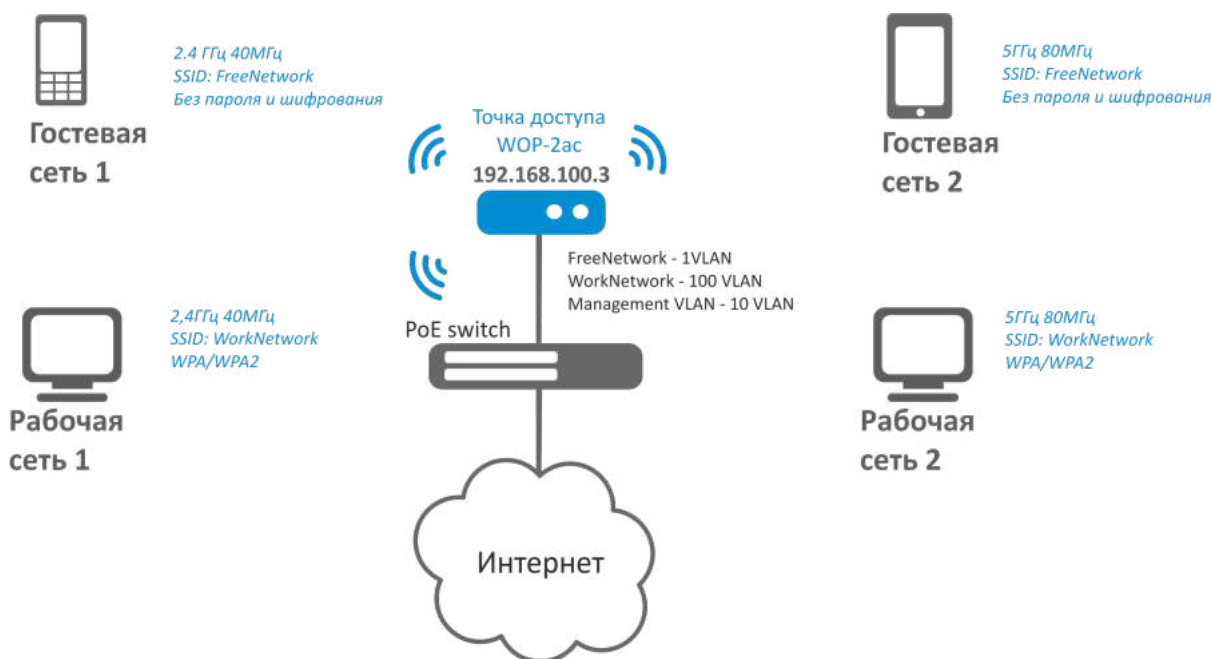 2.4 ГГц 40МГц
SSID: FreeNetwork
Без пароля и шифрования
Гостевая
сеть 1
Точка доступа
WOP-2ac
192.168.100.3
5ГГц 80МГц
SSID: FreeNetwork
Без пароля и шифрования
Гостевая
сеть 2
FreeNetwork - 1VLAN
WorkNetwork - 100 VLAN
Management VLAN - 10 VLAN
2,4ГГц 40МГц
SSID: WorkNetwork
WPA/WPA2
Рабочая
сеть 1
PoE switch
5ГГц 80МГц
SSID: WorkNetwork
WPA/WPA2
Рабочая
сеть 2
Интернет